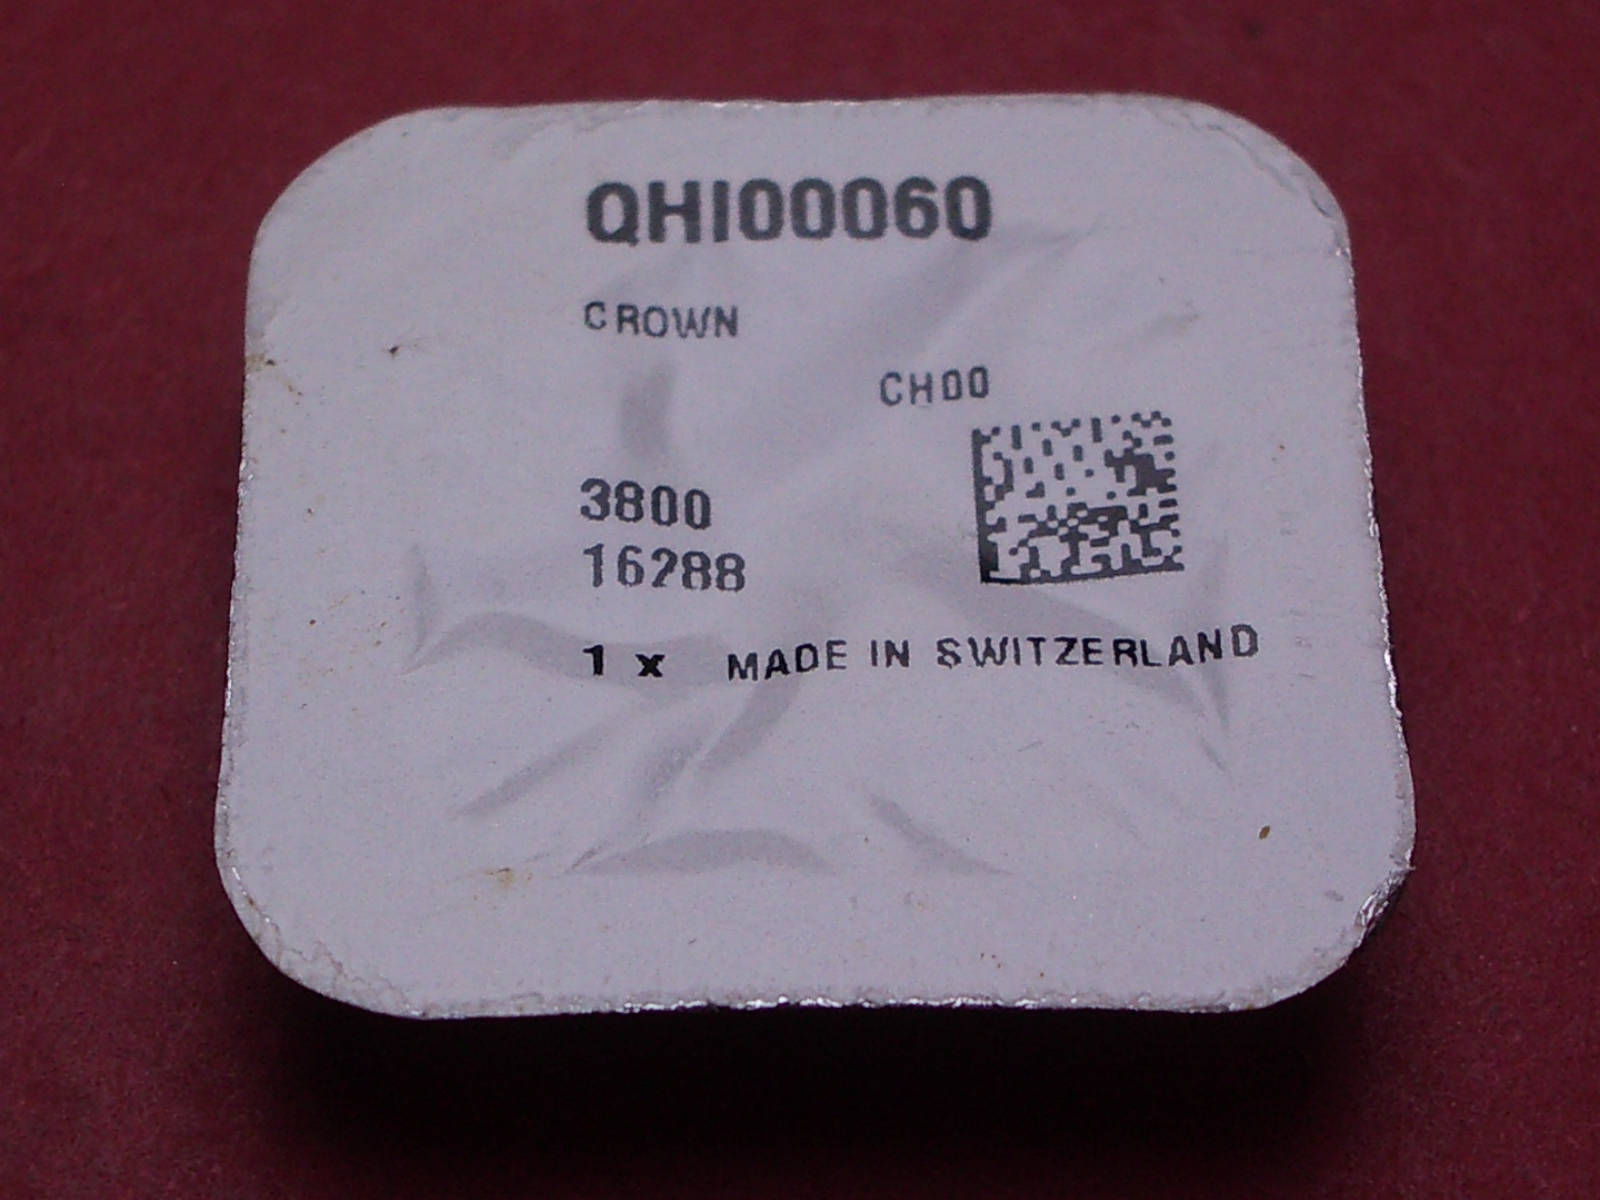 QHI00060
CROWN
CH00
3800
16288
1 x MADE IN SWITZERLAND